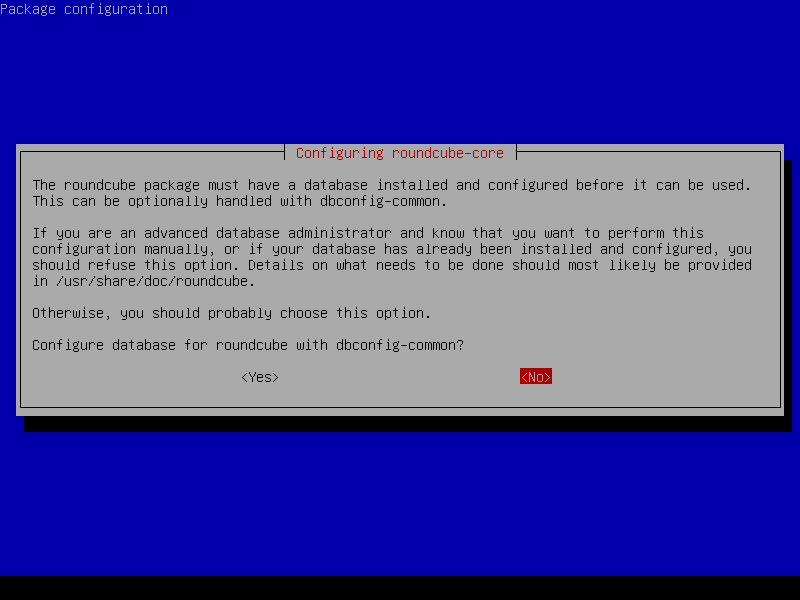 Package configuration
Configuring roundcube-core
The roundcube package must have a database installed and configured before it can be used.
This can be optionally handled with dbconfig-common.
If you are an advanced database administrator and know that you want to perform this
configuration manually, or if your database has already been installed and configured, you
should refuse this option. Details on what needs to be done should most likely be provided
in /usr/share/doc/roundcube.
Otherwise, you should probably choose this option.
Configure database for roundcube with dbconfig-common?
<Yes> <No>